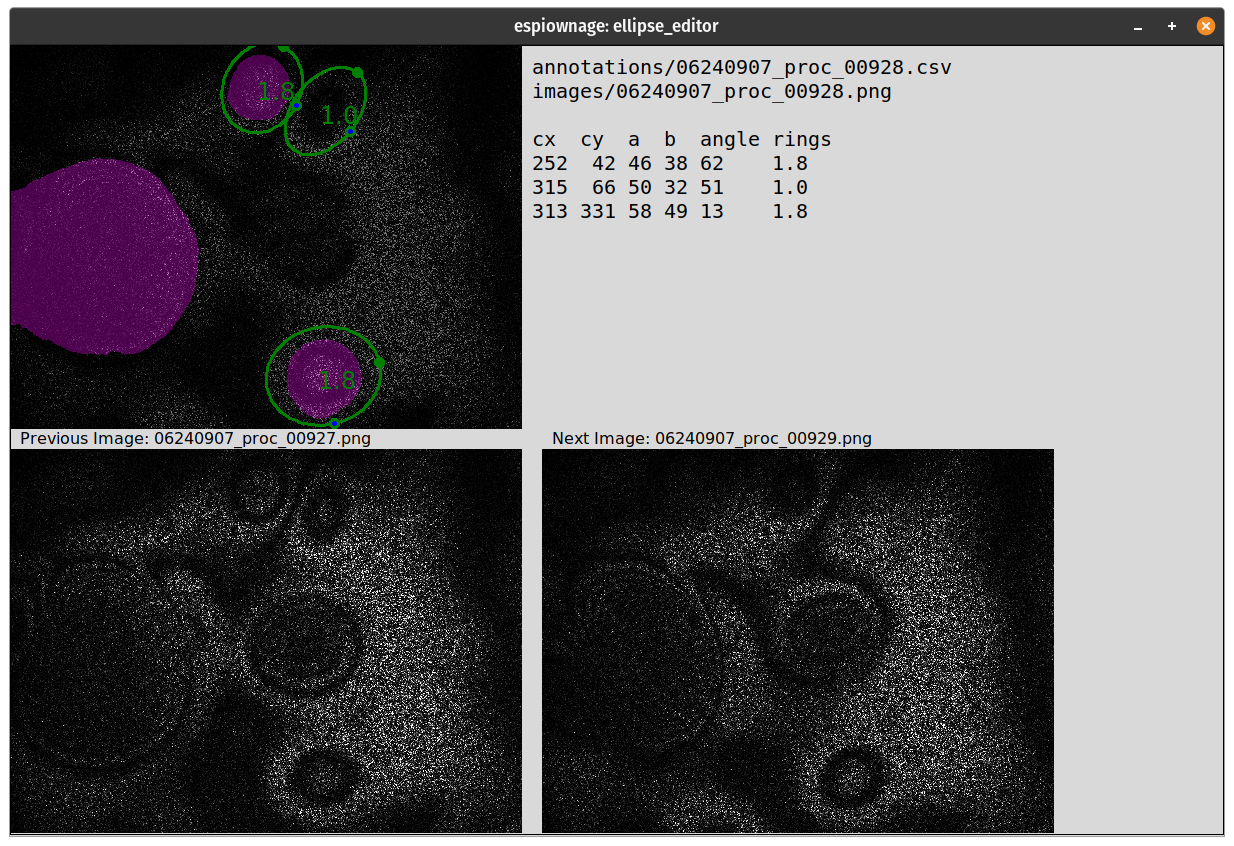 espiownage: ellipse_editor
1.8
1.0
1.8
annotations/06240907_proc_00928.csv
images/06240907_proc_00928.png
cx cy a b angle rings
252 42 46 38 62 1.8
315 66 50 32 51 1.0
313 331 58 49 13 1.8
Previous Image: 06240907_proc_00927.png
Next Image: 06240907_proc_00929.png